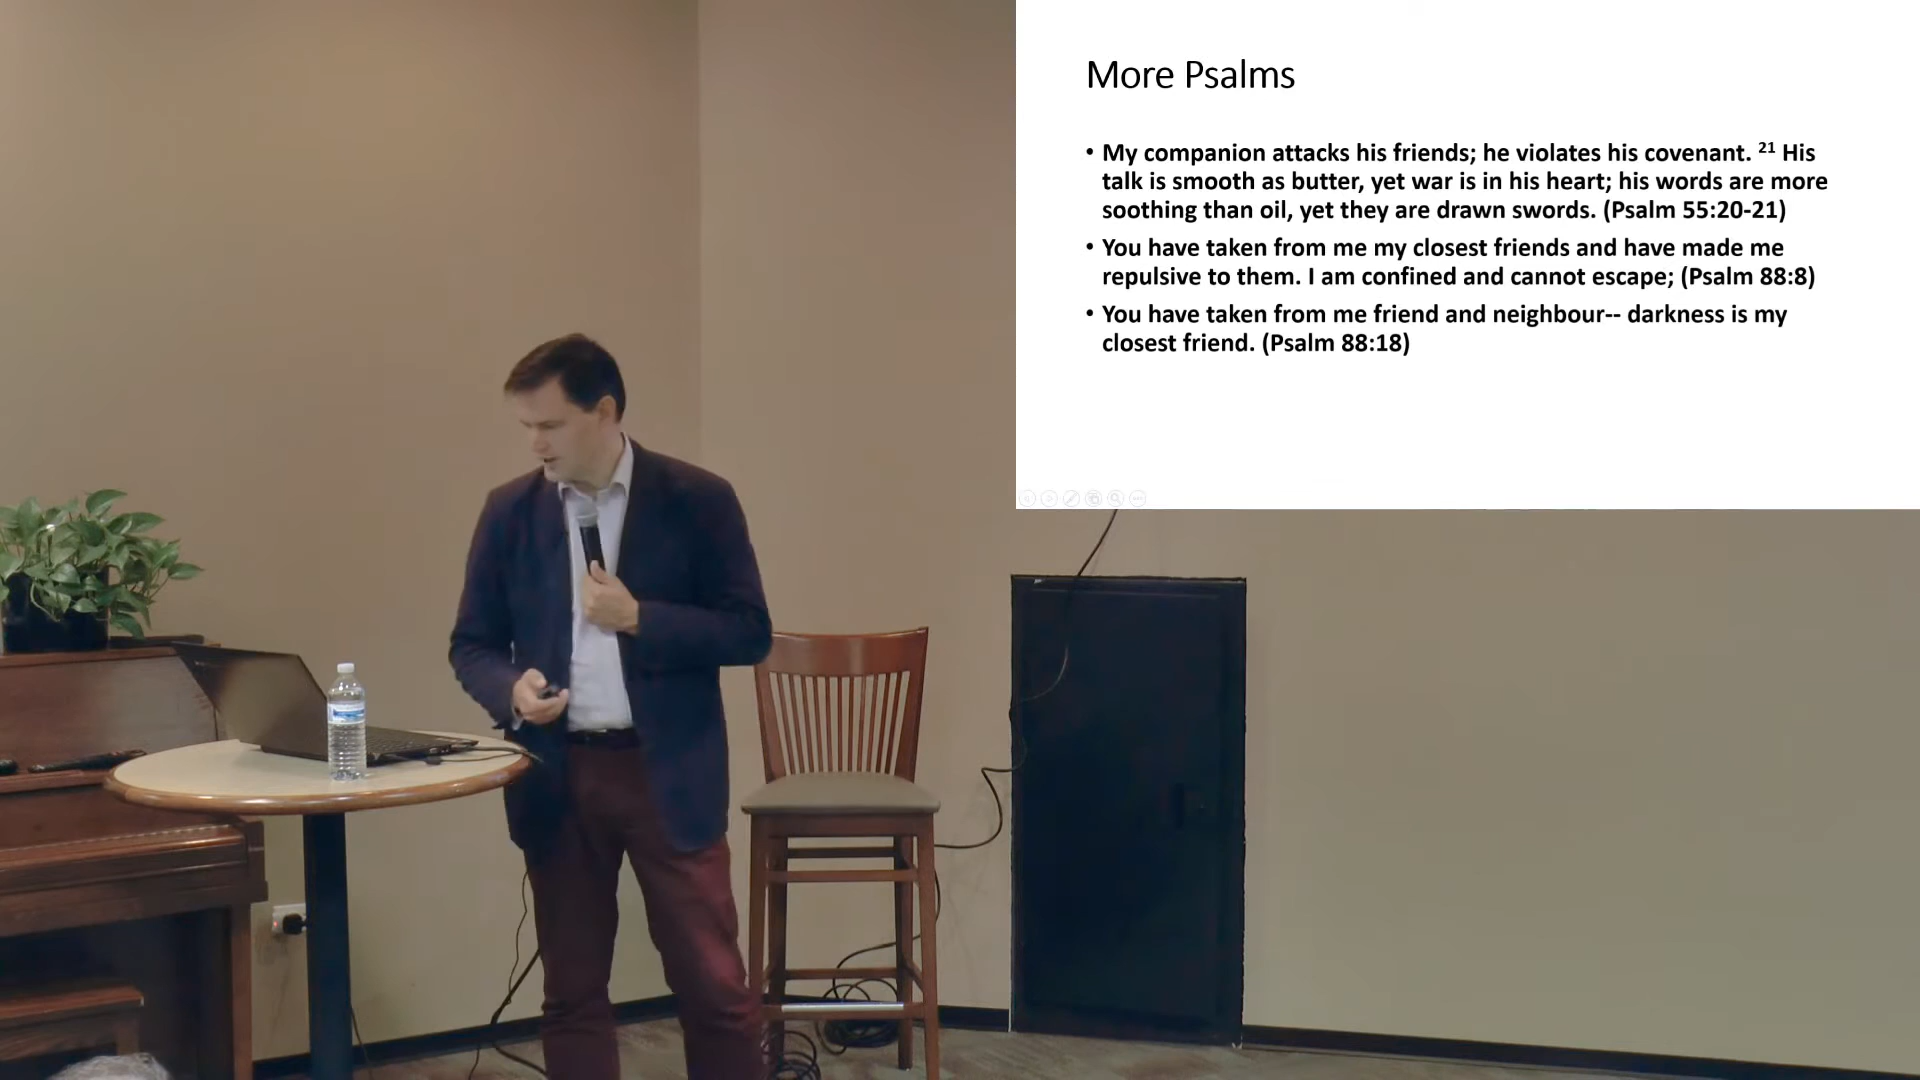 More Psalms
• My companion attacks his friends; he violates his covenant. ²¹ His
talk is smooth as butter, yet war is in his heart; his words are more
soothing than oil, yet they are drawn swords. (Psalm 55:20-21)
• You have taken from me my closest friends and have made me
repulsive to them. I am confined and cannot escape; (Psalm 88:8)
• You have taken from me friend and neighbour-- darkness is my
closest friend. (Psalm 88:18)